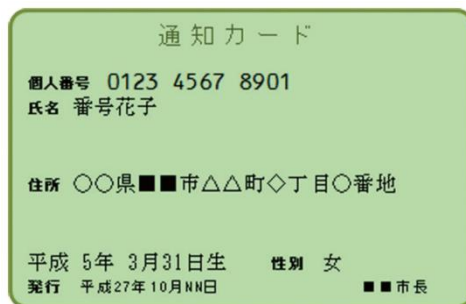 通知カード
個人番号 0123 4567 8901
氏名 番号花子
住所 ○○県■■市△△町◇丁目○番地
平成 5年 3月31日生 性別 女
発行 平成27年10月NN日 ■■市長